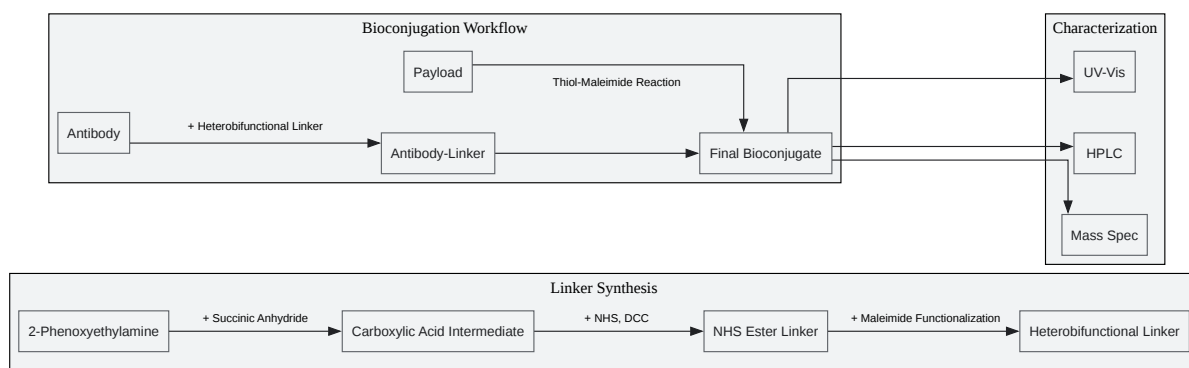 Bioconjugation Workflow
Characterization
Payload
Thiol-Maleimide Reaction
UV-Vis
Antibody
+ Heterobifunctional Linker
Antibody-Linker
Final Bioconjugate
HPLC
Mass Spec
Linker Synthesis
2-Phenoxyethylamine
+ Succinic Anhydride
Carboxylic Acid Intermediate
+ NHS, DCC
NHS Ester Linker
+ Maleimide Functionalization
Heterobifunctional Linker